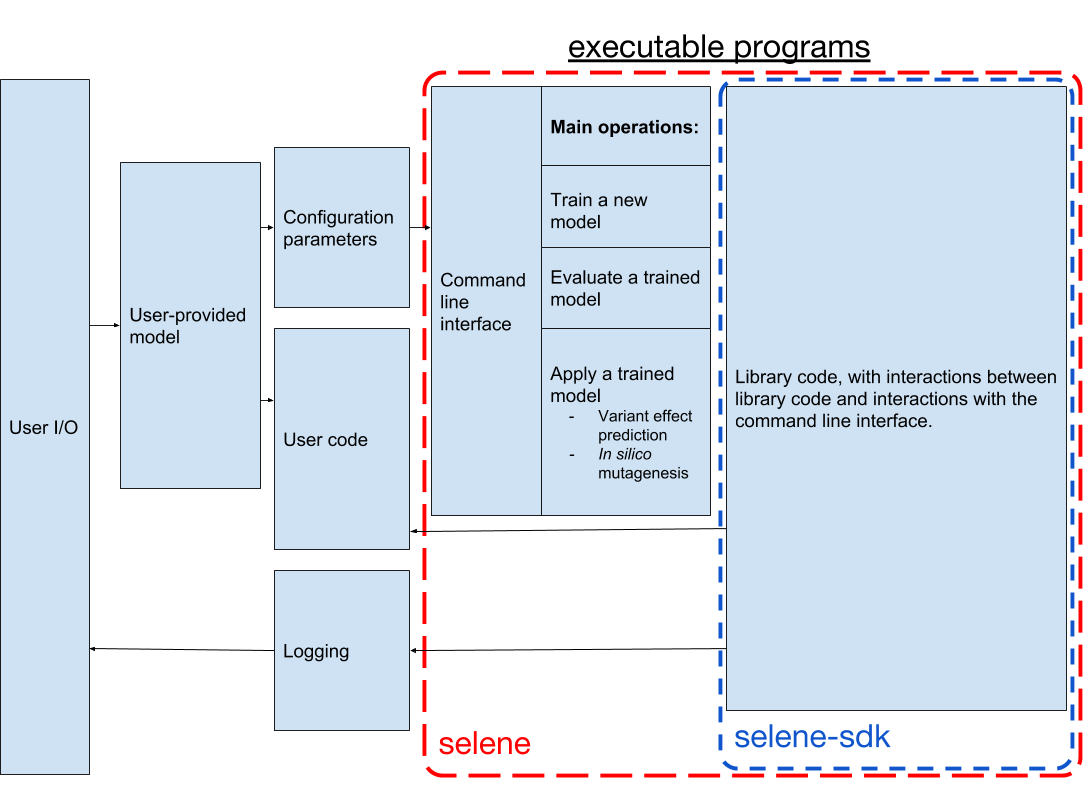 executable programs
User I/O
User-provided
model
Configuration
parameters
User code
Logging
Command
line
interface
Main operations:
Train a new
model
Evaluate a trained
model
Apply a trained
model
- Variant effect
prediction
- In silico
mutagenesis
Library code, with interactions between
library code and interactions with the
command line interface.
selene
selene-sdk